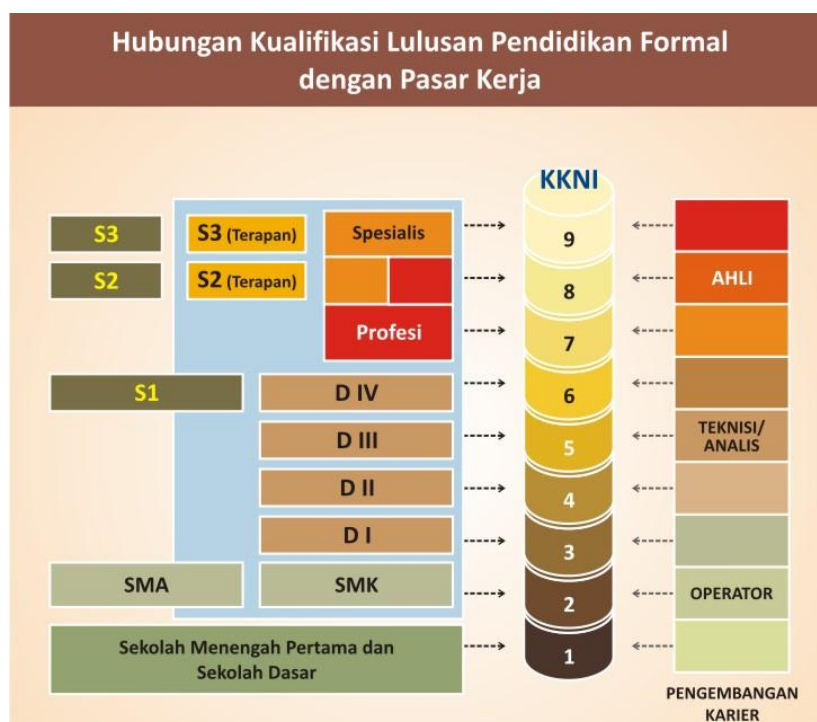 Hubungan Kualifikasi Lulusan Pendidikan Formal
dengan Pasar Kerja
KKNI
S3
S3 (Terapan)
Spesialis
9
S2
S2 (Terapan)
8
AHLI
Profesi
7
S1
D IV
6
D III
5
TEKNISI/
ANALIS
D II
4
D I
3
SMA
SMK
2
OPERATOR
Sekolah Menengah Pertama dan
Sekolah Dasar
1
PENGEMBANGAN
KARIER